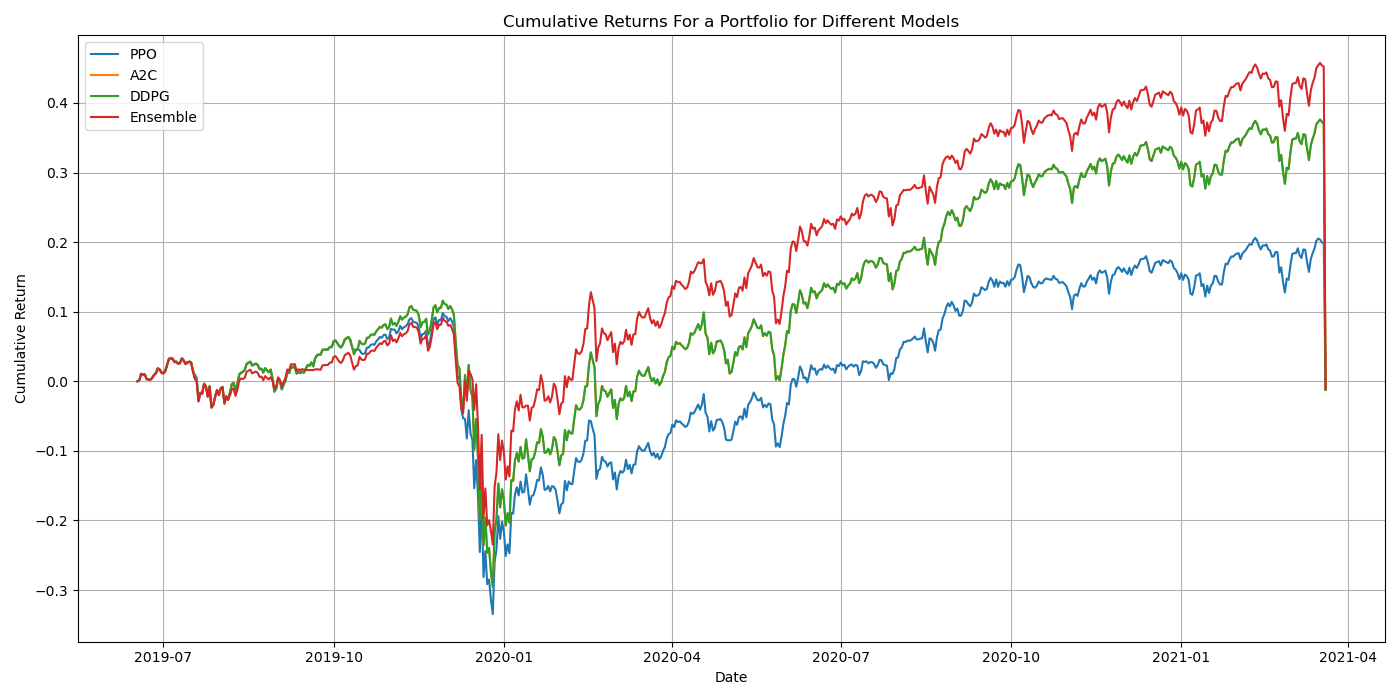 Cumulative Returns For a Portfolio for Different Models
PPO
A2C
DDPG
Ensemble
Cumulative Return
0.4
0.3
0.2
0.1
0.0
−0.1
−0.2
−0.3
2019-07 2019-10 2020-01 2020-04 2020-07 2020-10 2021-01 2021-04
Date